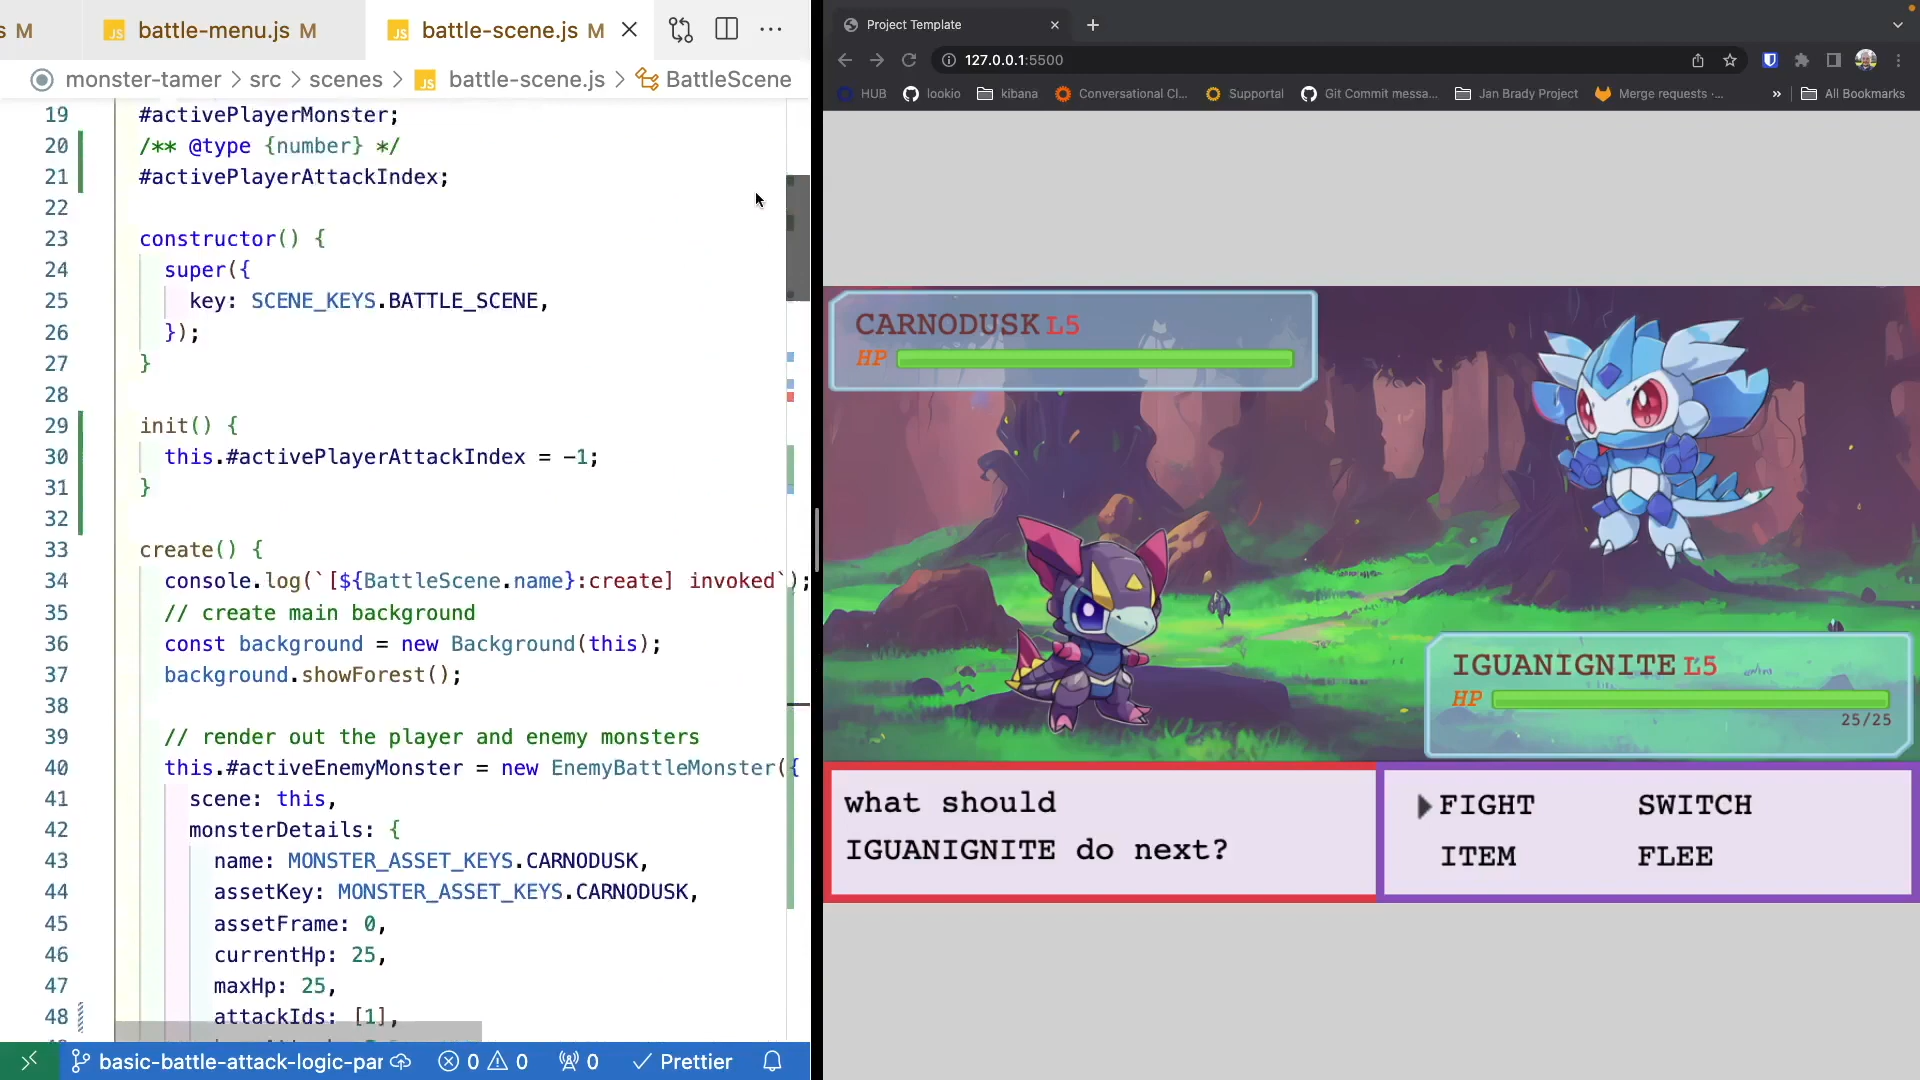 s M
battle-menu.js M
battle-scene.js M
monster-tamer > src > scenes > battle-scene.js > BattleScene
19 #activePlayerMonster;
20 /** @type {number} */
21 #activePlayerAttackIndex;
22
23 constructor() {
24 super({
25 key: SCENE_KEYS.BATTLE_SCENE,
26 });
27 }
28
29 init() {
30 this.#activePlayerAttackIndex = -1;
31 }
32
33 create() {
34 console.log(`[${BattleScene.name}:create] invoked`);
35 // create main background
36 const background = new Background(this);
37 background.showForest();
38
39 // render out the player and enemy monsters
40 this.#activeEnemyMonster = new EnemyBattleMonster({
41 scene: this,
42 monsterDetails: {
43 name: MONSTER_ASSET_KEYS.CARNODUSK,
44 assetKey: MONSTER_ASSET_KEYS.CARNODUSK,
45 assetFrame: 0,
46 currentHp: 25,
47 maxHp: 25,
48 attackIds: [1],
basic-battle-attack-logic-par
0 0
0
Prettier
Project Template
127.0.0.1:5500
HUB
lookio
kibana
Conversational Cl...
Supportal
Git Commit messa...
Jan Brady Project
Merge requests ·...
»
All Bookmarks
CARNODUSK L5
HP
IGUANIGNITE L5
HP
25/25
what should
IGUANIGNITE do next?
FIGHT SWITCH
ITEM FLEE